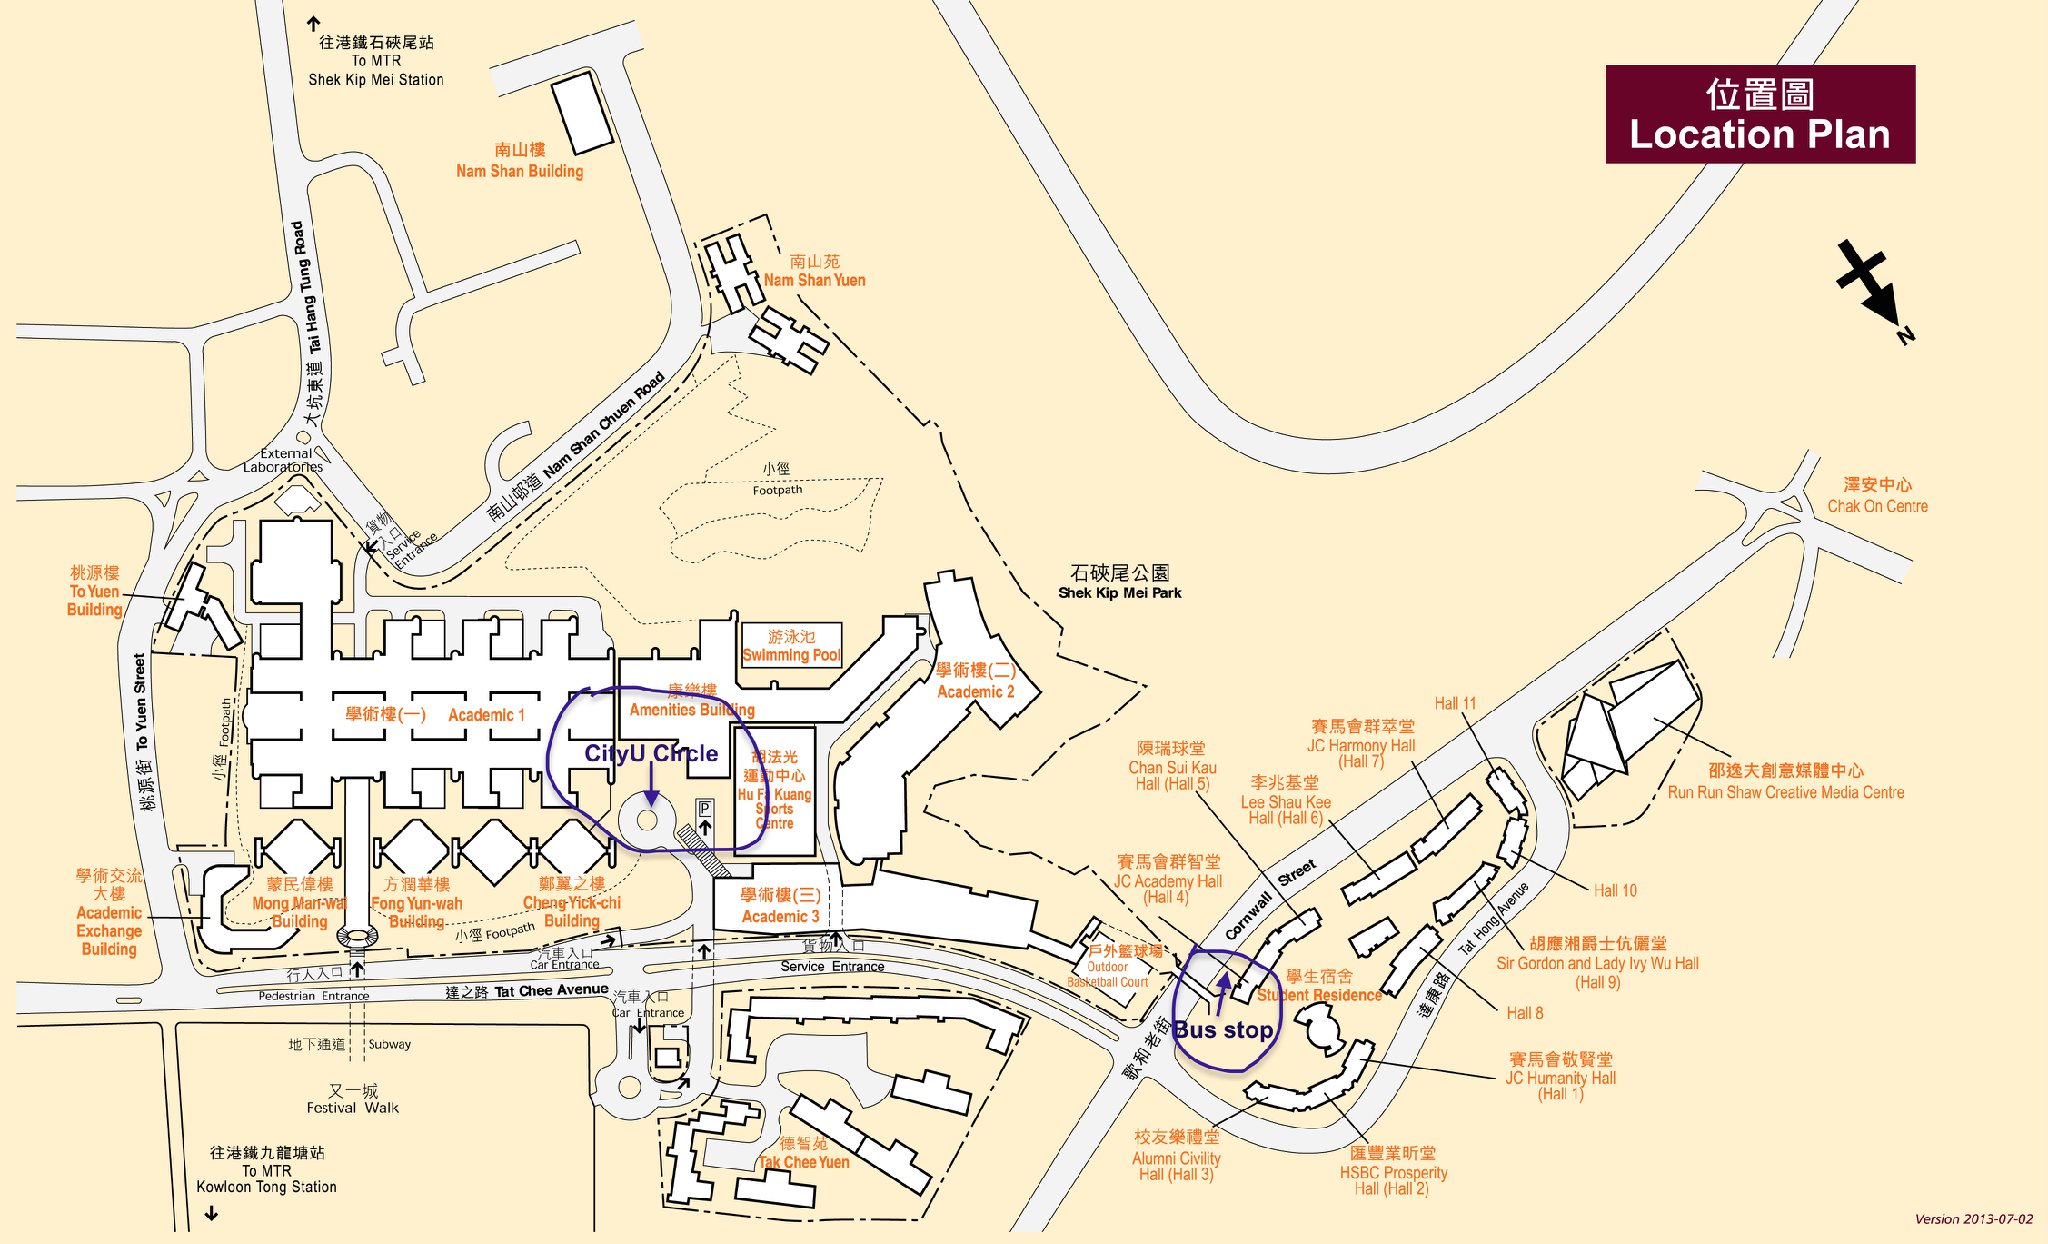 位置圖
Location Plan
往港鐵石硤尾站
To MTR
Shek Kip Mei Station
南山樓
Nam Shan Building
南山苑
Nam Shan Yuen
N
大坑東道 Tai Hang Tung Road
南山邨道 Nam Shan Chuen Road
External
Laboratories
貨物
入口
Service
Entrance
小徑
Footpath
澤安中心
Chak On Centre
石硤尾公園
Shek Kip Mei Park
桃源樓
To Yuen
Building
桃源街 To Yuen Street
小徑 Footpath
游泳池
Swimming Pool
學術樓(二)
Academic 2
康樂樓
Amenities Building
學術樓(一) Academic 1
CityU Circle
胡法光
運動中心
Hu Fa Kuang
Sports
Centre
P
Hall 11
賽馬會群萃堂
JC Harmony Hall
(Hall 7)
陳瑞球堂
Chan Sui Kau
Hall (Hall 5)
李兆基堂
Lee Shau Kee
Hall (Hall 6)
邵逸夫創意媒體中心
Run Run Shaw Creative Media Centre
賽馬會群智堂
JC Academy Hall
(Hall 4)
Cornwall Street
Hall 10
Tat Hong Avenue
達康路
學術交流
大樓
Academic
Exchange
Building
蒙民偉樓
Mong Man-wai
Building
方潤華樓
Fong Yun-wah
Building
鄭翼之樓
Cheng Yick-chi
Building
學術樓(三)
Academic 3
小徑 Footpath
汽車入口
Car Entrance
貨物入口
Service Entrance
戶外籃球場
Outdoor
Basketball Court
學生宿舍
Student Residence
胡應湘爵士伉儷堂
Sir Gordon and Lady Ivy Wu Hall
(Hall 9)
Hall 8
行人入口
Pedestrian Entrance
達之路 Tat Chee Avenue
汽車入口
Car Entrance
Bus stop
歌和老街
地下通道 Subway
又一城
Festival Walk
賽馬會敬賢堂
JC Humanity Hall
(Hall 1)
德智苑
Tak Chee Yuen
校友樂禮堂
Alumni Civility
Hall (Hall 3)
匯豐業昕堂
HSBC Prosperity
Hall (Hall 2)
往港鐵九龍塘站
To MTR
Kowloon Tong Station
Version 2013-07-02